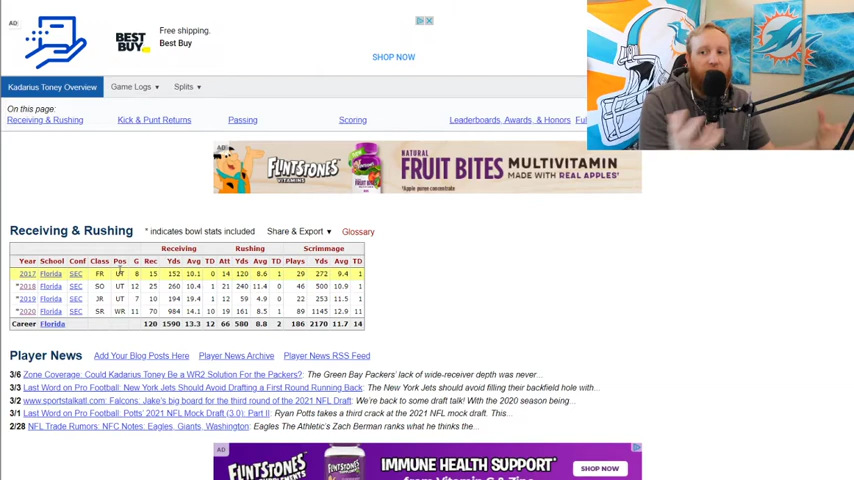 AD
BEST BUY
Free shipping.
Best Buy
SHOP NOW
Kadarius Toney Overview Game Logs ▼ Splits ▼
On this page:
Receiving & Rushing Kick & Punt Returns Passing Scoring Leaderboards, Awards, & Honors Ful
AD
FLINTSTONES VITAMINS NATURAL FRUIT BITES MULTIVITAMIN MADE WITH REAL APPLES*
*Apple puree concentrate
Receiving & Rushing * indicates bowl stats included Share & Export ▼ Glossary
Receiving Rushing Scrimmage
Year School Conf Class Pos G Rec Yds Avg TD Att Yds Avg TD Plays Yds Avg TD
2017 Florida SEC FR UT 8 15 152 10.1 0 14 120 8.6 1 29 272 9.4 1
*2018 Florida SEC SO UT 12 25 260 10.4 1 21 240 11.4 0 46 500 10.9 1
*2019 Florida SEC JR UT 7 10 194 19.4 1 12 59 4.9 0 22 253 11.5 1
*2020 Florida SEC SR WR 11 70 984 14.1 10 19 161 8.5 1 89 1145 12.9 11
Career Florida 120 1590 13.3 12 66 580 8.8 2 186 2170 11.7 14
Player News Add Your Blog Posts Here Player News Archive Player News RSS Feed
3/6 Zone Coverage: Could Kadarius Toney Be a WR2 Solution For the Packers? The Green Bay Packers' lack of wide-receiver depth was never...
3/3 Last Word on Pro Football: New York Jets Should Avoid Drafting a First Round Running Back The New York Jets should avoid filling their backfield hole with...
3/2 www.sportstalkatl.com: Falcons: Jake's big board for the third round of the 2021 NFL Draft We're back to some draft talk! With the 2020 season being...
3/1 Last Word on Pro Football: Potts' 2021 NFL Mock Draft (3.0): Part II Ryan Potts takes a third crack at the 2021 NFL mock draft. This...
2/28 NFL Trade Rumors: NFC Notes: Eagles, Giants, Washington Eagles The Athletic's Zach Berman ranks what he thinks the...
AD
FLINTSTONES IMMUNE HEALTH SUPPORT*
from Vitamin C & Zinc
SHOP NOW